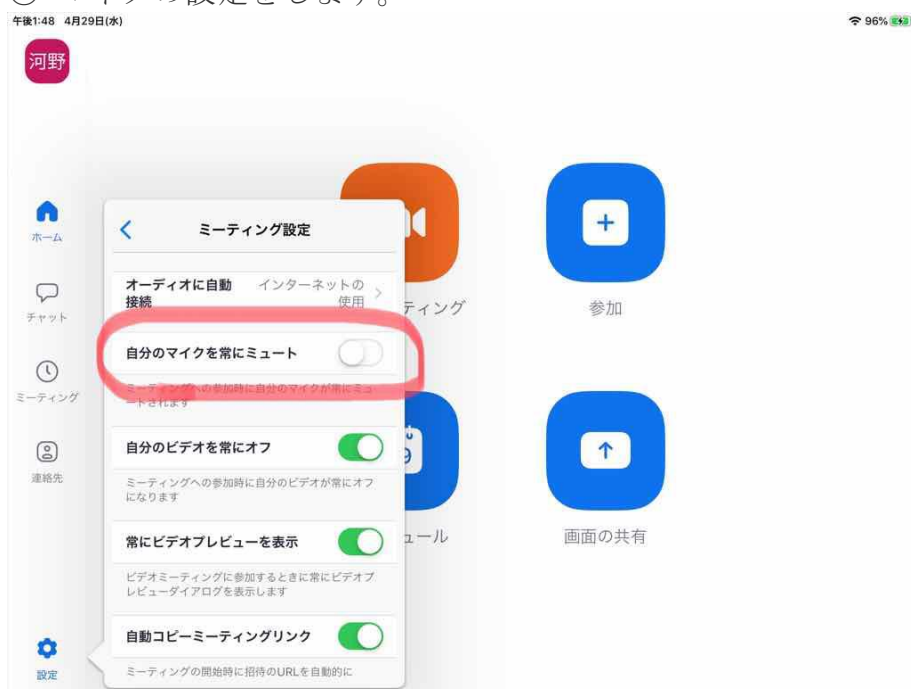 マイクの設定をします。
午後1:48 4月29日(水)
96%
河野
ホーム
チャット
ミーティング
連絡先
設定
ミーティング設定
オーディオに自動接続
インターネットの使用
自分のマイクを常にミュート
ミーティングへの参加時に自分のマイクが常にミュ
ートされます
自分のビデオを常にオフ
ミーティングへの参加時に自分のビデオが常にオフ
になります
常にビデオプレビューを表示
ビデオミーティングに参加するときに常にビデオプ
レビューダイアログを表示します
自動コピーミーティングリンク
ミーティングの開始時に招待のURLを自動的に
ティング
参加
9
ュール
画面の共有